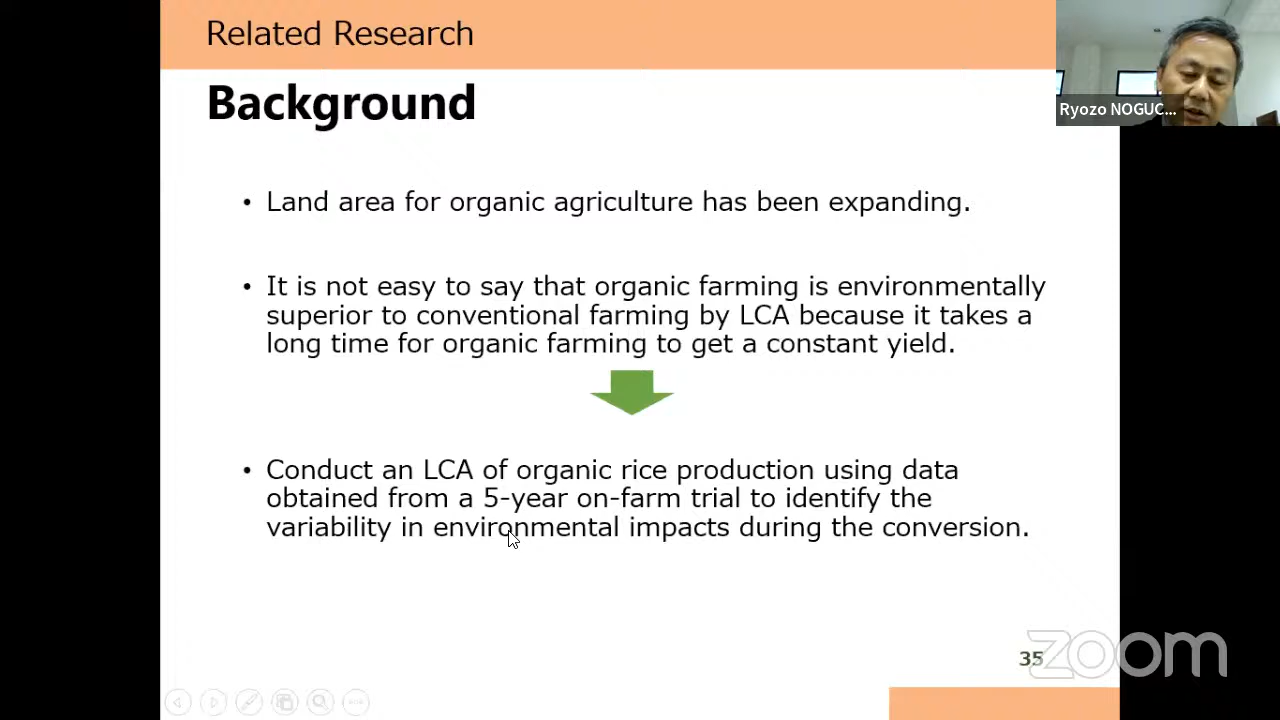 Related Research
Background
Ryozo NOGUC...
• Land area for organic agriculture has been expanding.
• It is not easy to say that organic farming is environmentally
superior to conventional farming by LCA because it takes a
long time for organic farming to get a constant yield.
• Conduct an LCA of organic rice production using data
obtained from a 5-year on-farm trial to identify the
variability in environmental impacts during the conversion.
35
zoom